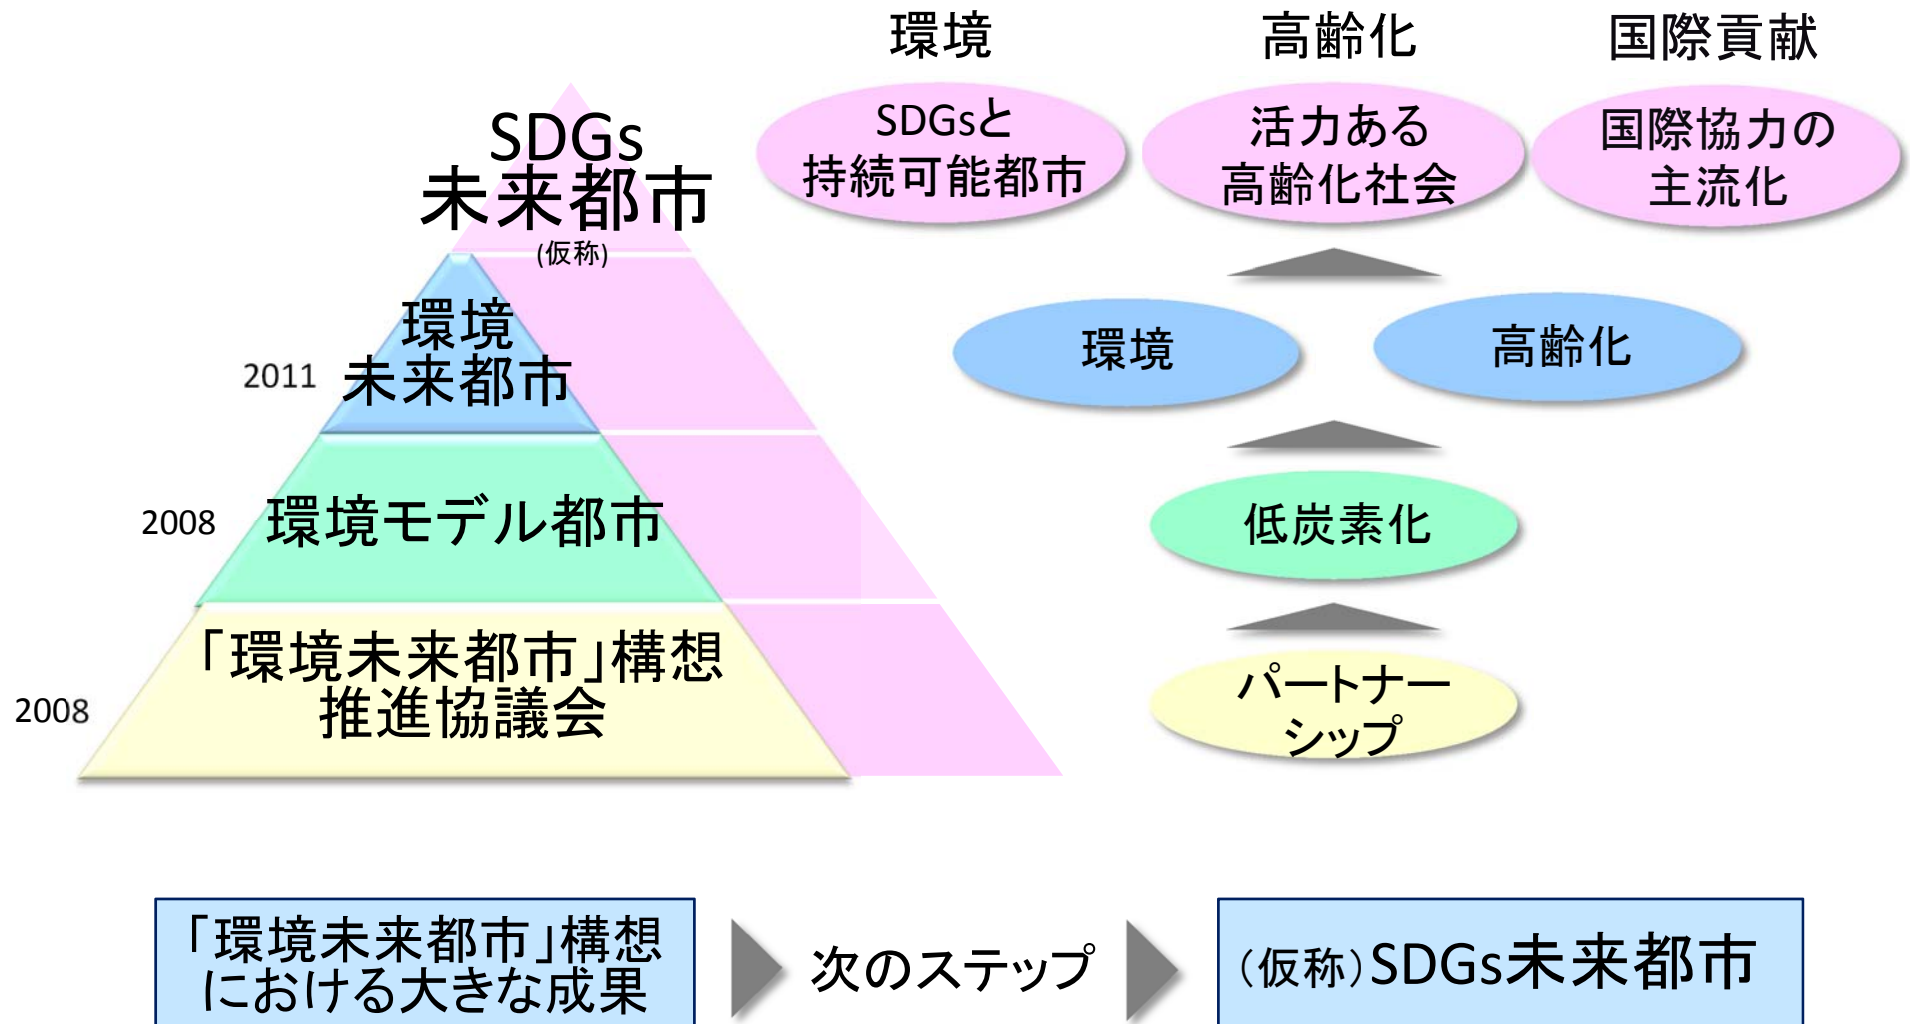 環境
高齢化
国際貢献
SDGs
未来都市
(仮称)
SDGsと
持続可能都市
活力ある
高齢化社会
国際協力の
主流化
2011
環境
未来都市
環境
高齢化
2008
環境モデル都市
低炭素化
2008
「環境未来都市」構想
推進協議会
パートナー
シップ
「環境未来都市」構想
における大きな成果
次のステップ
（仮称）SDGs未来都市